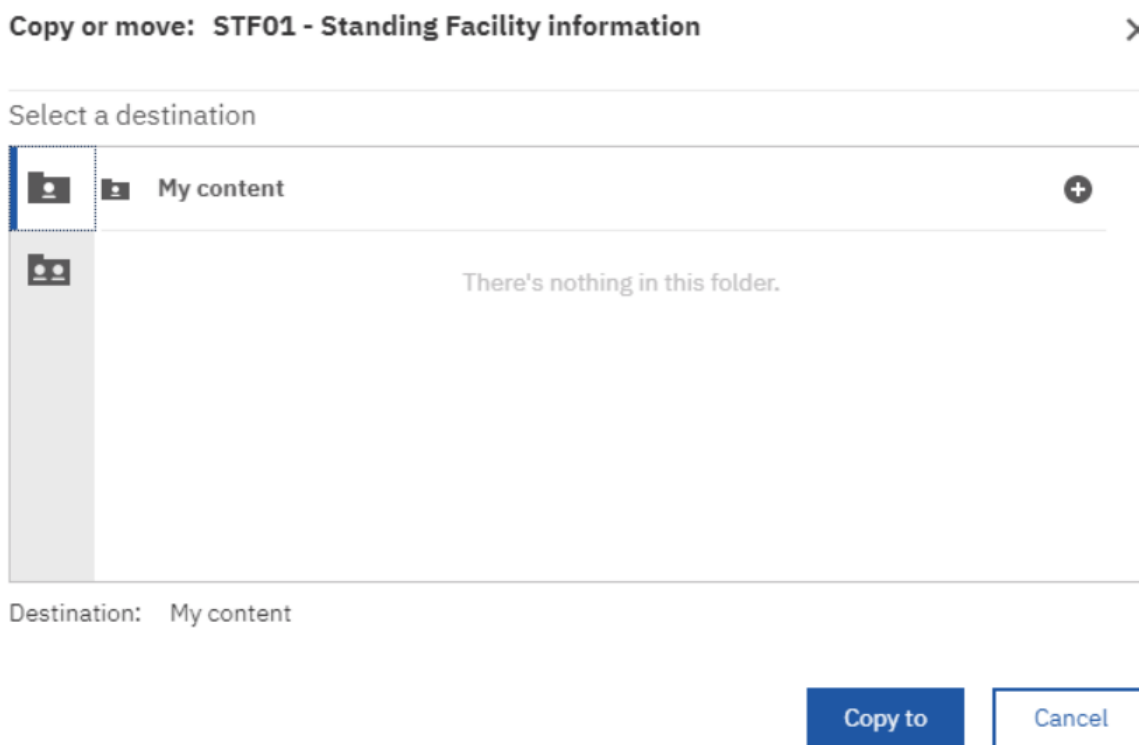 Copy or move: STF01 - Standing Facility information
Select a destination
My content
There's nothing in this folder.
Destination: My content
Copy to
Cancel